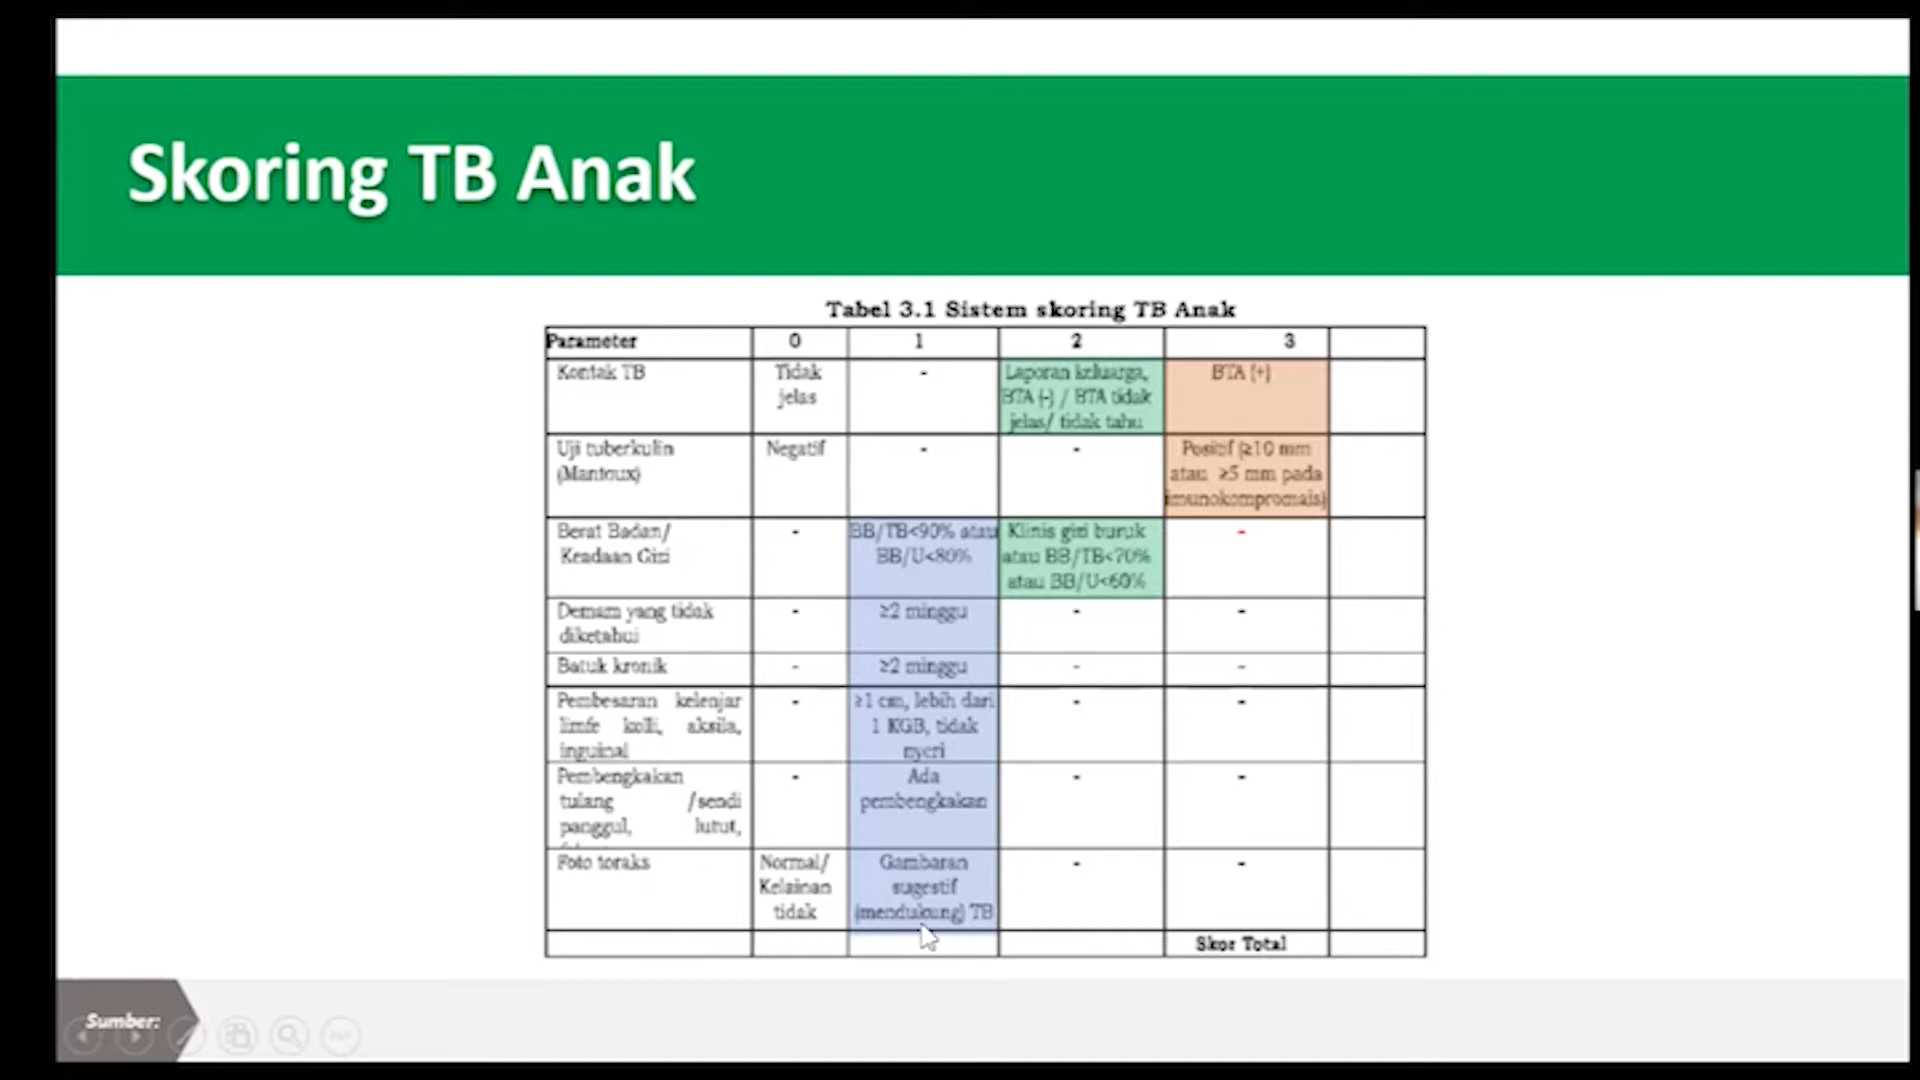 Skoring TB Anak
Tabel 3.1 Sistem skoring TB Anak
Parameter 0 1 2 3
Kontak TB
Tidak
jelas
-
Laporan keluarga,
BTA (-) / BTA tidak
jelas/ tidak tahu
BTA (+)
Uji tuberkulin
(Mantoux)
Negatif
-
-
Positif (≥10 mm
atau ≥5 mm pada
imunokompromais)
Berat Badan/
Keadaan Gizi
-
BB/TB<90% atau
BB/U<80%
Klinis gizi buruk
atau BB/TB<70%
atau BB/U<60%
-
Demam yang tidak
diketahui
-
≥2 minggu
-
-
Batuk kronik
-
≥2 minggu
-
-
Pembesaran kelenjar
limfe kolli, aksila,
inguinal
-
≥1 cm, lebih dari
1 KGB, tidak
nyeri
-
-
Pembengkakan
tulang /sendi
panggul, lutut,
-
Ada
pembengkakan
-
-
Foto toraks
Normal/
Kelainan
tidak
Gambaran
sugestif
(mendukung) TB
-
-
Skor Total
Sumber: